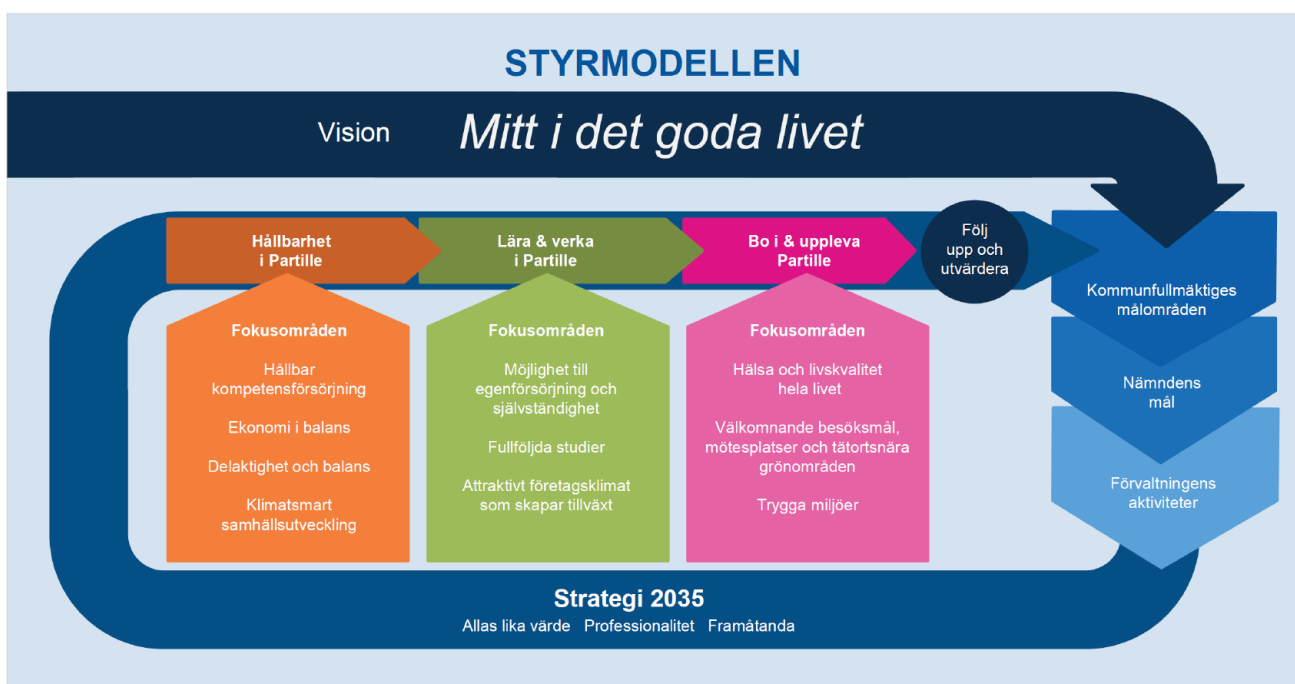 STYRMODELLEN
Vision
Mitt i det goda livet
Hållbarhet
i Partille
Lära & verka
i Partille
Bo i & uppleva
Partille
Följ
upp och
utvärdera
Fokusområden
Hållbar
kompetensförsörjning
Ekonomi i balans
Delaktighet och balans
Klimatsmart
samhällsutveckling
Fokusområden
Möjlighet till
egenförsörjning och
självständighet
Fullföljda studier
Attraktivt företagsklimat
som skapar tillväxt
Fokusområden
Hälsa och livskvalitet
hela livet
Välkomnande besöksmål,
mötesplatser och tätortsnära
grönområden
Trygga miljöer
Kommunfullmäktiges
målområden
Nämndens
mål
Förvaltningens
aktiviteter
Strategi 2035
Allas lika värde Professionalitet Framåtanda